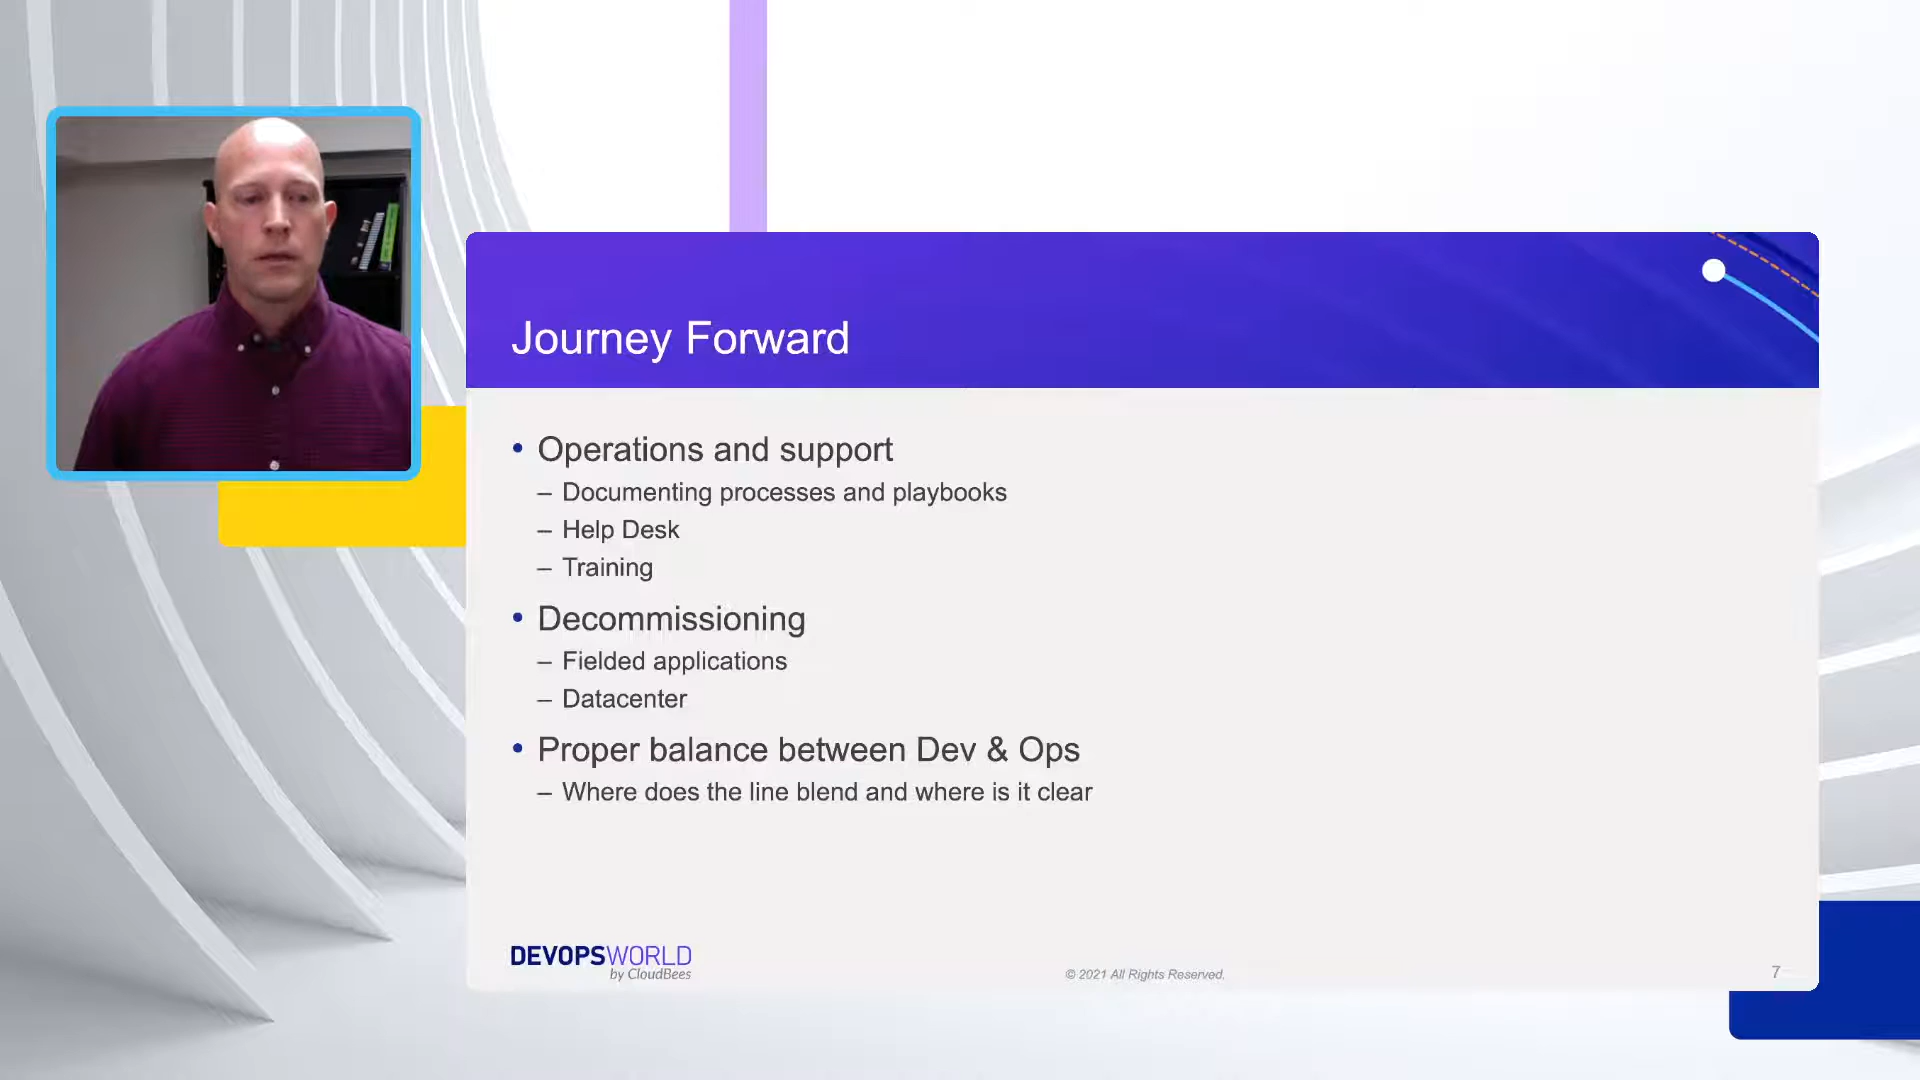 Journey Forward
• Operations and support
– Documenting processes and playbooks
– Help Desk
– Training
• Decommissioning
– Fielded applications
– Datacenter
• Proper balance between Dev & Ops
– Where does the line blend and where is it clear
DEVOPSWORLD
by CloudBees
© 2021 All Rights Reserved.
7